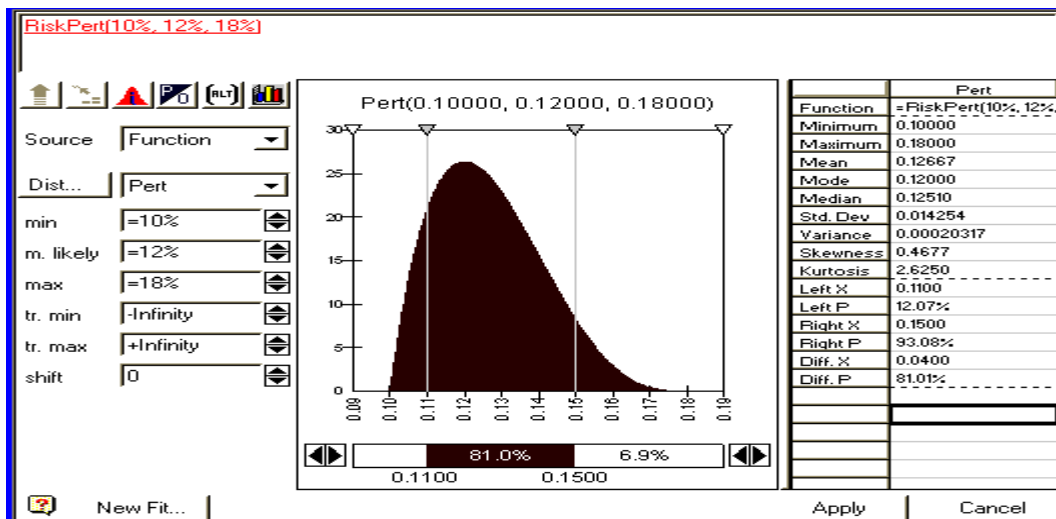 RiskPert(10%, 12%, 18%)
P O
(ALT)
Source Function
Dist... Pert
min =10%
m. likely =12%
max =18%
tr. min -Infinity
tr. max +Infinity
shift 0
Pert(0.10000, 0.12000, 0.18000)
30
25
20
15
10
5
0
0.09 0.10 0.11 0.12 0.13 0.14 0.15 0.16 0.17 0.18 0.19
81.0% 6.9%
0.1100 0.1500
Pert
Function =RiskPert(10%, 12%,
Minimum 0.10000
Maximum 0.18000
Mean 0.12667
Mode 0.12000
Median 0.12510
Std. Dev 0.014254
Variance 0.00020317
Skewness 0.4677
Kurtosis 2.6250
Left X 0.1100
Left P 12.07%
Right X 0.1500
Right P 93.08%
Diff. X 0.0400
Diff. P 81.01%
? New Fit... Apply Cancel